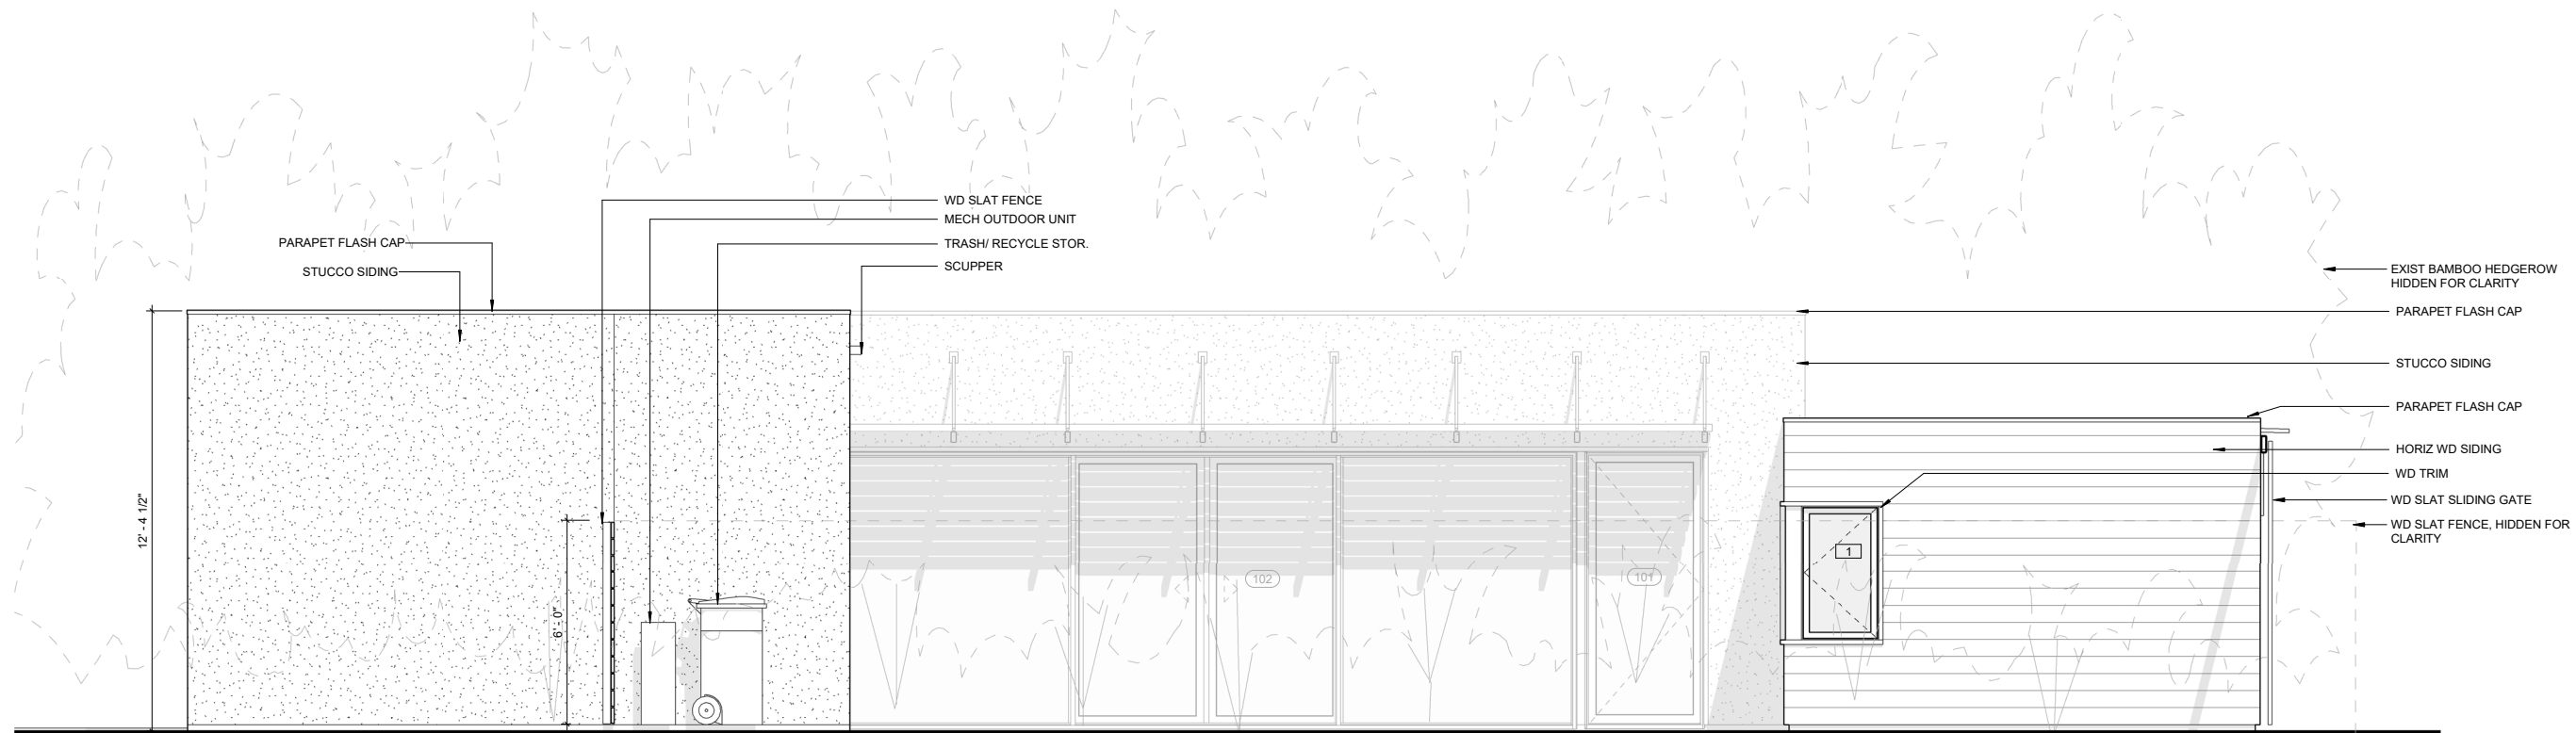 WD SLAT FENCE
MECH OUTDOOR UNIT
PARAPET FLASH CAP
TRASH/ RECYCLE STOR.
STUCCO SIDING
SCUPPER
EXIST BAMBOO HEDGEROW
HIDDEN FOR CLARITY
PARAPET FLASH CAP
STUCCO SIDING
PARAPET FLASH CAP
HORIZ WD SIDING
WD TRIM
WD SLAT SLIDING GATE
WD SLAT FENCE, HIDDEN FOR
CLARITY
12' - 4 1/2"
6' - 0"
102
101
1